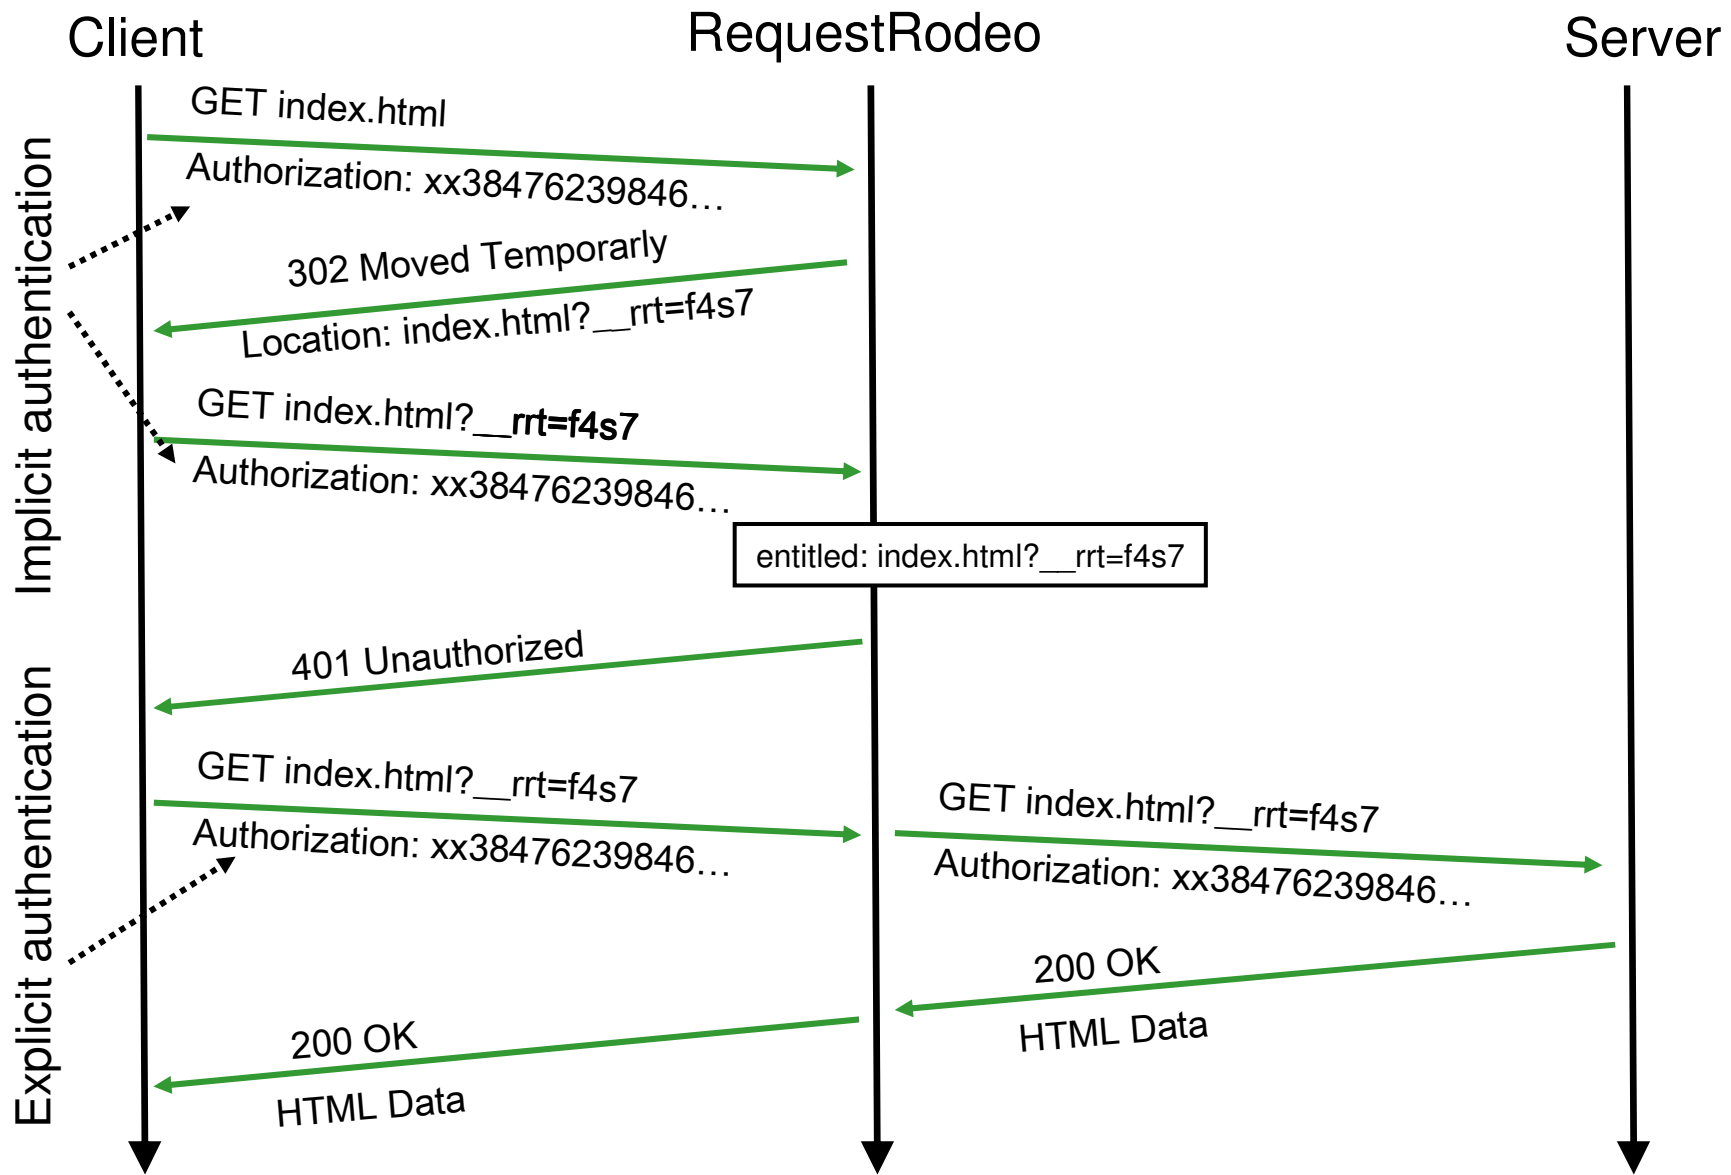 Client
RequestRodeo
Server
Implicit authentication
GET index.html
Authorization: xx38476239846…
302 Moved Temporarly
Location: index.html?__rrt=f4s7
GET index.html?__rrt=f4s7
Authorization: xx38476239846…
entitled: index.html?__rrt=f4s7
Explicit authentication
401 Unauthorized
GET index.html?__rrt=f4s7
Authorization: xx38476239846…
GET index.html?__rrt=f4s7
Authorization: xx38476239846…
200 OK
HTML Data
200 OK
HTML Data